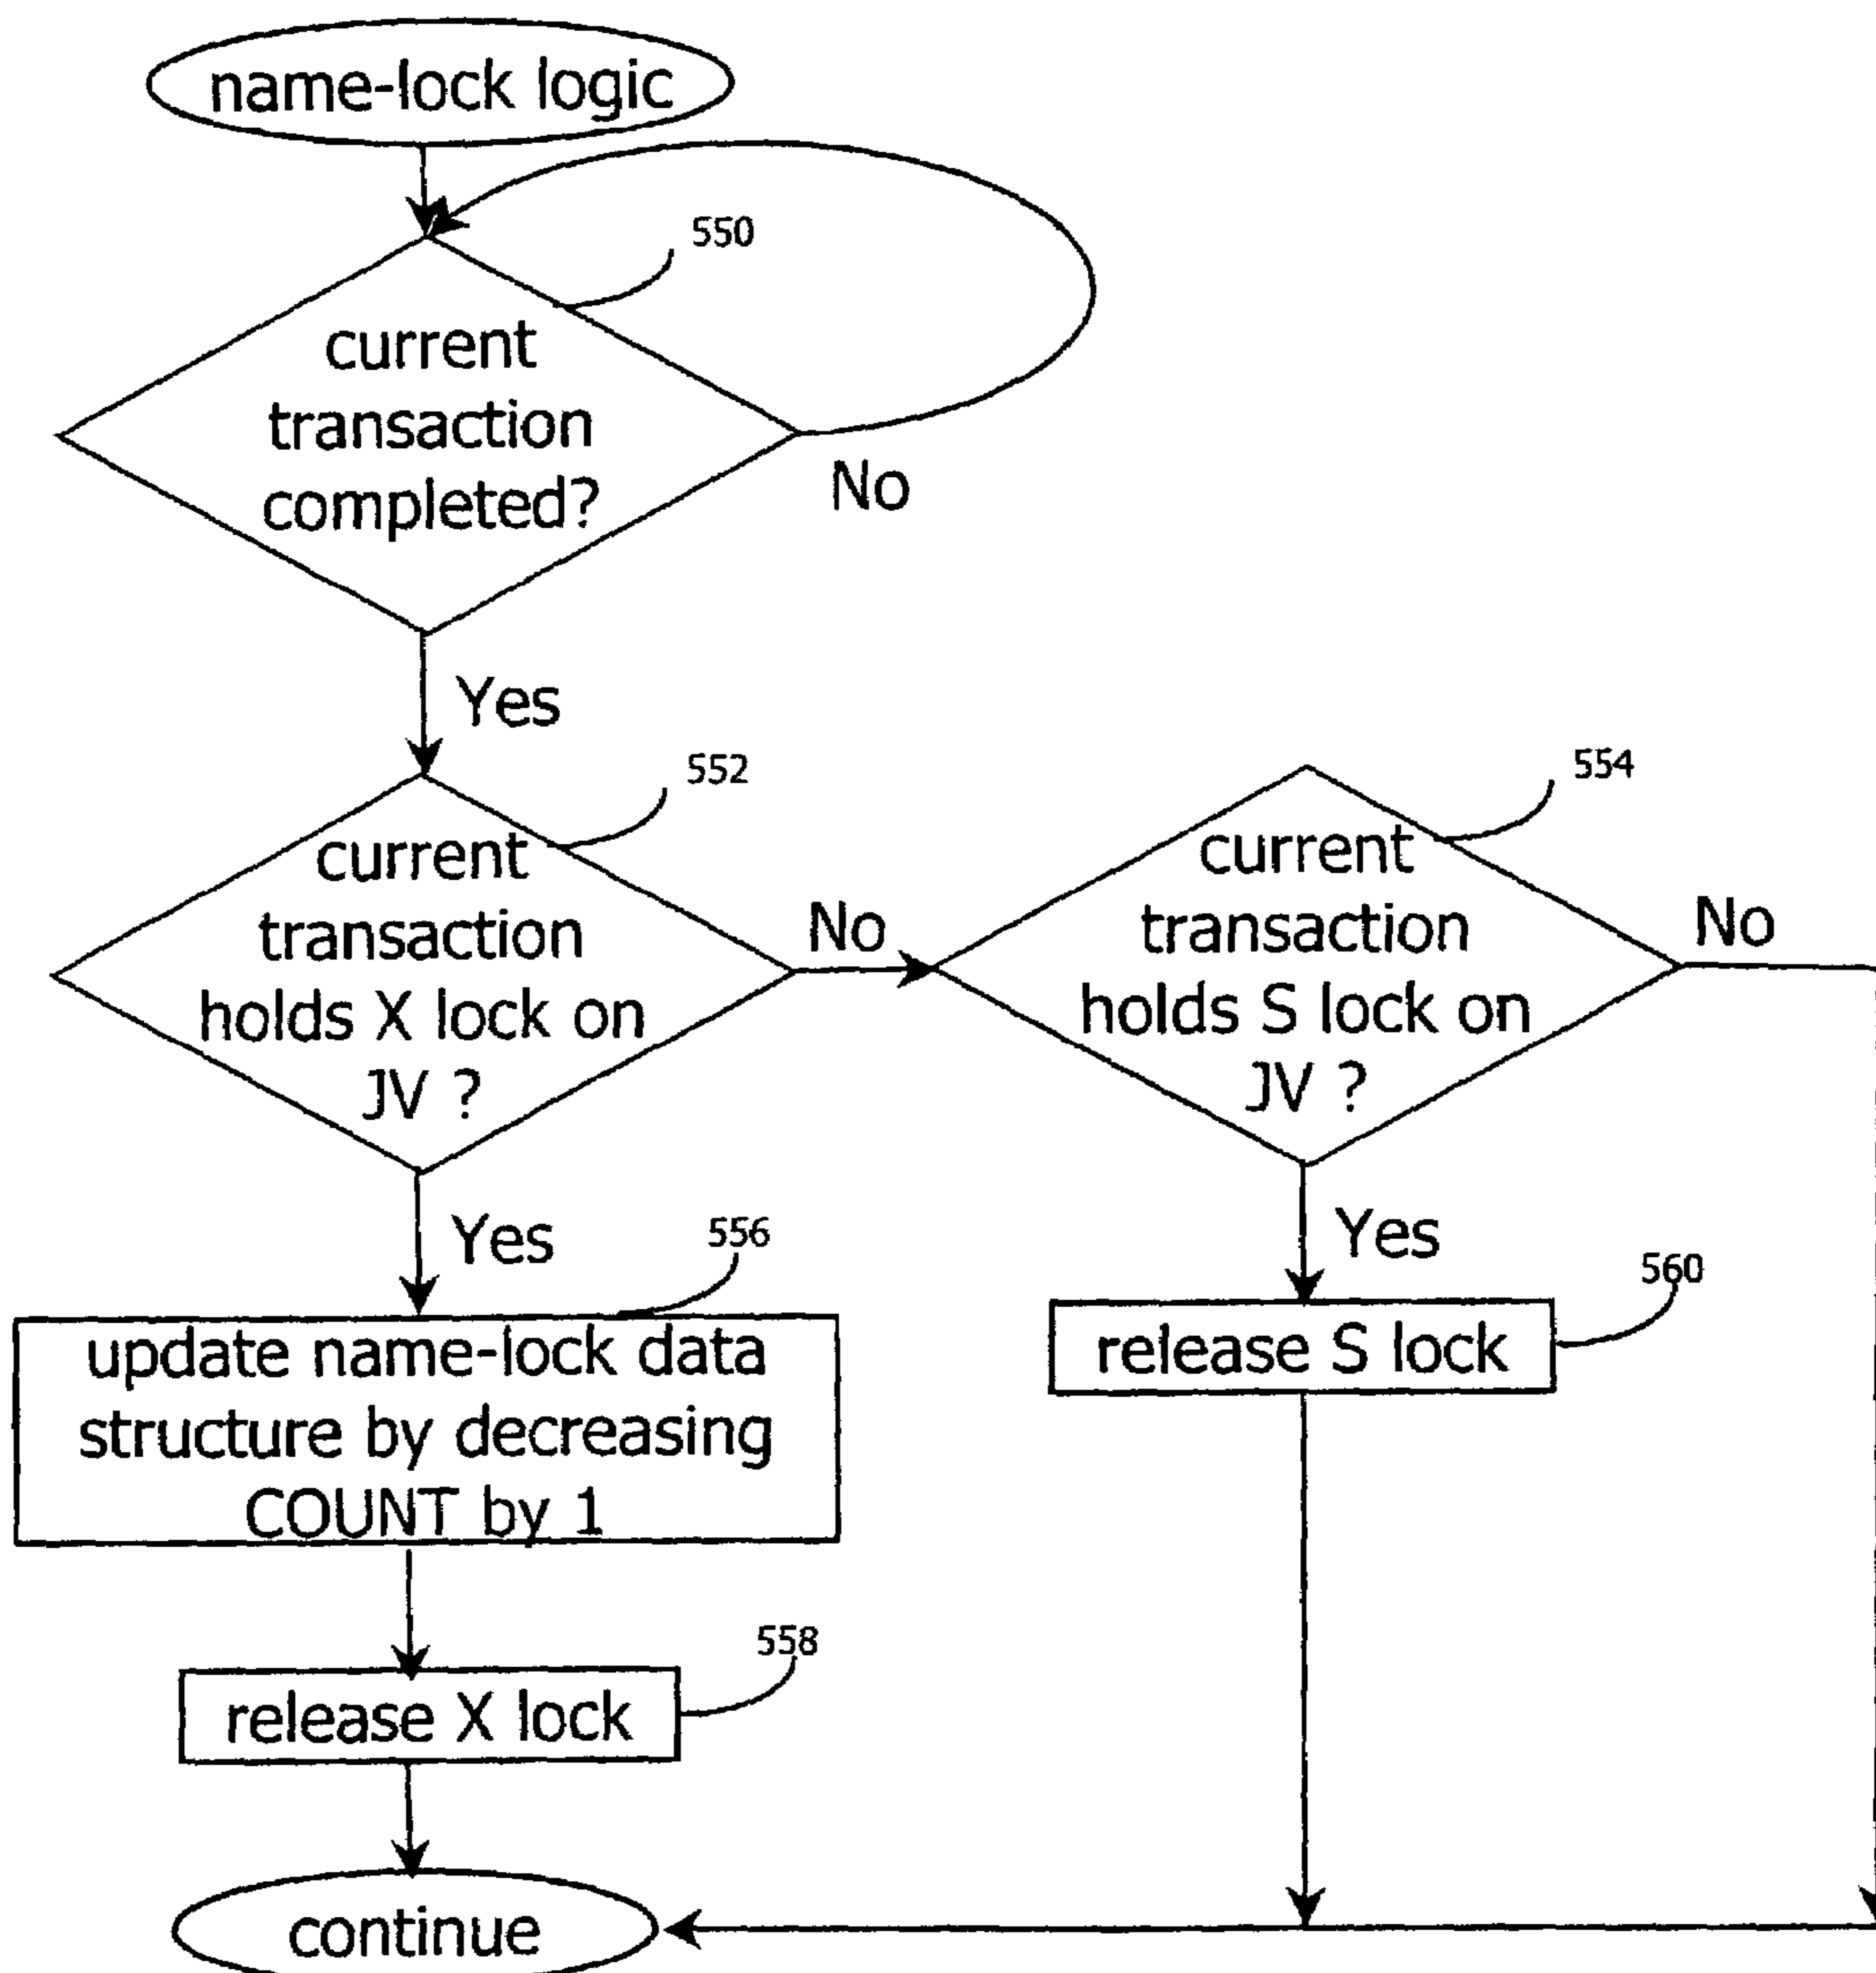 name-lock logic
550
current
transaction
completed?
No
Yes
552
current
transaction
holds X lock on
JV ?
No
554
current
transaction
holds S lock on
JV ?
No
Yes
556
update name-lock data
structure by decreasing
COUNT by 1
Yes
560
release S lock
558
release X lock
continue